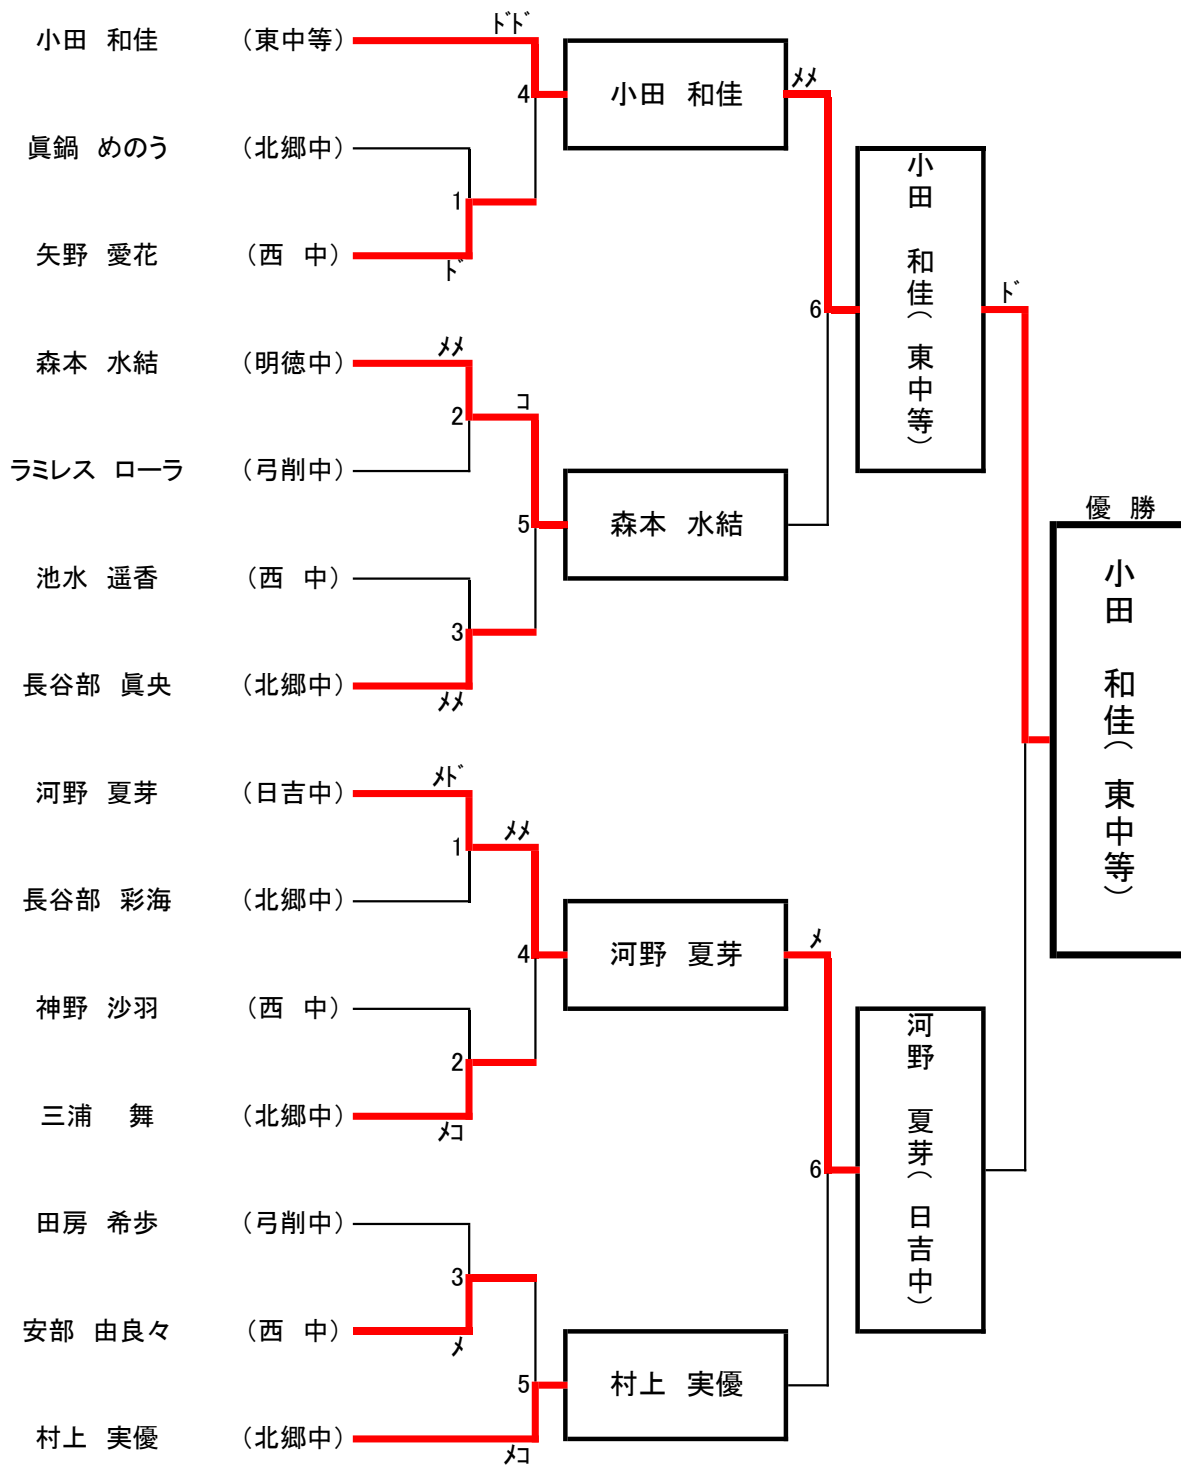 小田 和佳 （東中等）
ﾄﾞﾄﾞ
4
小田 和佳
ﾒﾒ
眞鍋 めのう （北郷中）
1
矢野 愛花 （西 中）
ﾄﾞ
6
小田 和佳（東中等）
ﾄﾞ
森本 水結 （明徳中）
ﾒﾒ
2
コ
ラミレス ローラ （弓削中）
5
森本 水結
池水 遥香 （西 中）
3
長谷部 眞央 （北郷中）
ﾒﾒ
優 勝
小田 和佳（東中等）
河野 夏芽 （日吉中）
ﾒﾄﾞ
1
ﾒﾒ
長谷部 彩海 （北郷中）
4
河野 夏芽
ﾒ
神野 沙羽 （西 中）
2
三浦 舞 （北郷中）
ﾒｺ
6
河野 夏芽（日吉中）
田房 希歩 （弓削中）
3
安部 由良々 （西 中）
ﾒ
5
村上 実優
村上 実優 （北郷中）
ﾒｺ